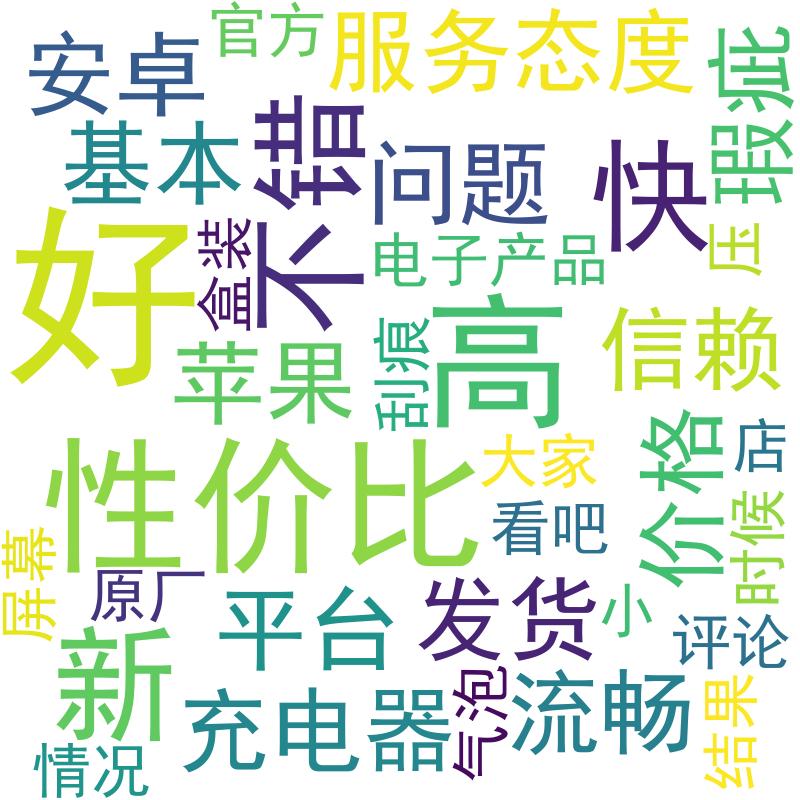 官方
服务态度
安卓
瑕疵
基本
不错
问题
快
好
盒装
电子产品
压
高
信赖
苹果
刮痕
性价比
大家
价格
店
看吧
时候
屏幕
原厂
平台
发货
小
评论
新
充电器
气泡
流畅
结果
情况